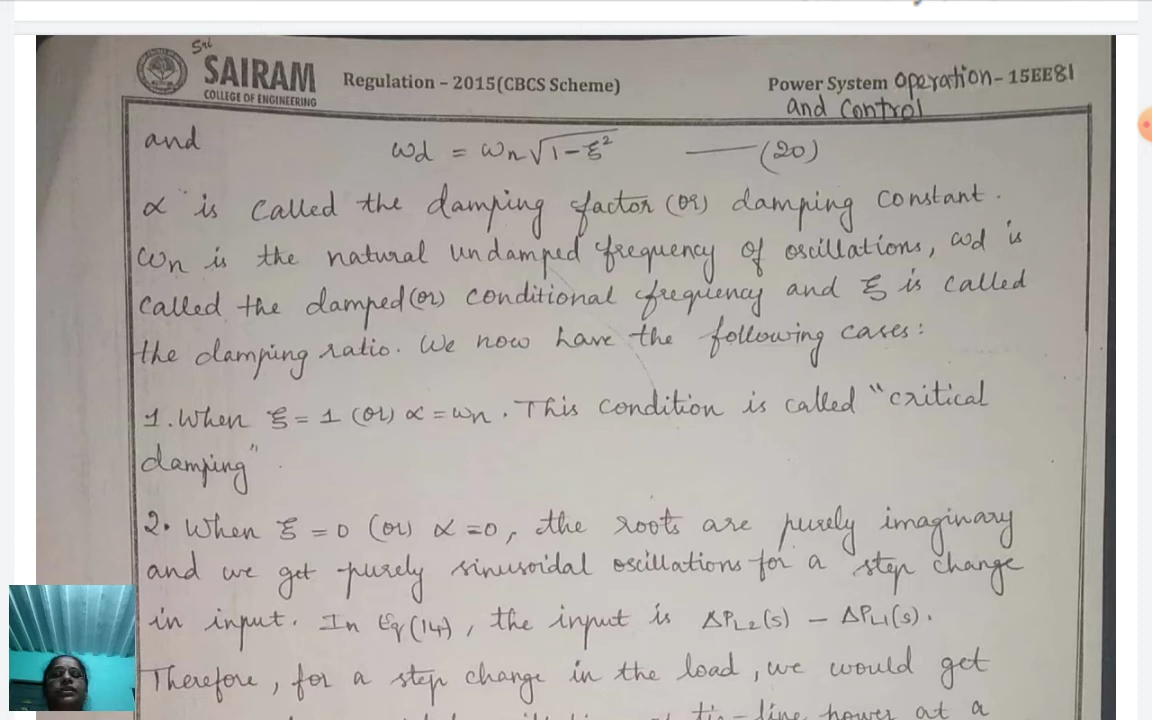 Sri
SAIRAM
COLLEGE OF ENGINEERING
Regulation – 2015(CBCS Scheme)
Power System Operation - 15EE81
and Control
and ωd = ωn√1-ξ² —— (20)
α is called the damping factor (or) damping constant.
ωn is the natural undamped frequency of oscillations, ωd is
called the damped (or) conditional frequency and ξ is called
the damping ratio. We now have the following cases:
1. When ξ = 1 (or) α = ωn. This condition is called "critical
damping"
2. When ξ = 0 (or) α = 0, the roots are purely imaginary
and we get purely sinusoidal oscillations for a step change
in input. In Eq (14), the input is ΔPL2(s) - ΔPL1(s).
Therefore, for a step change in the load, we would get
tie-line power at a